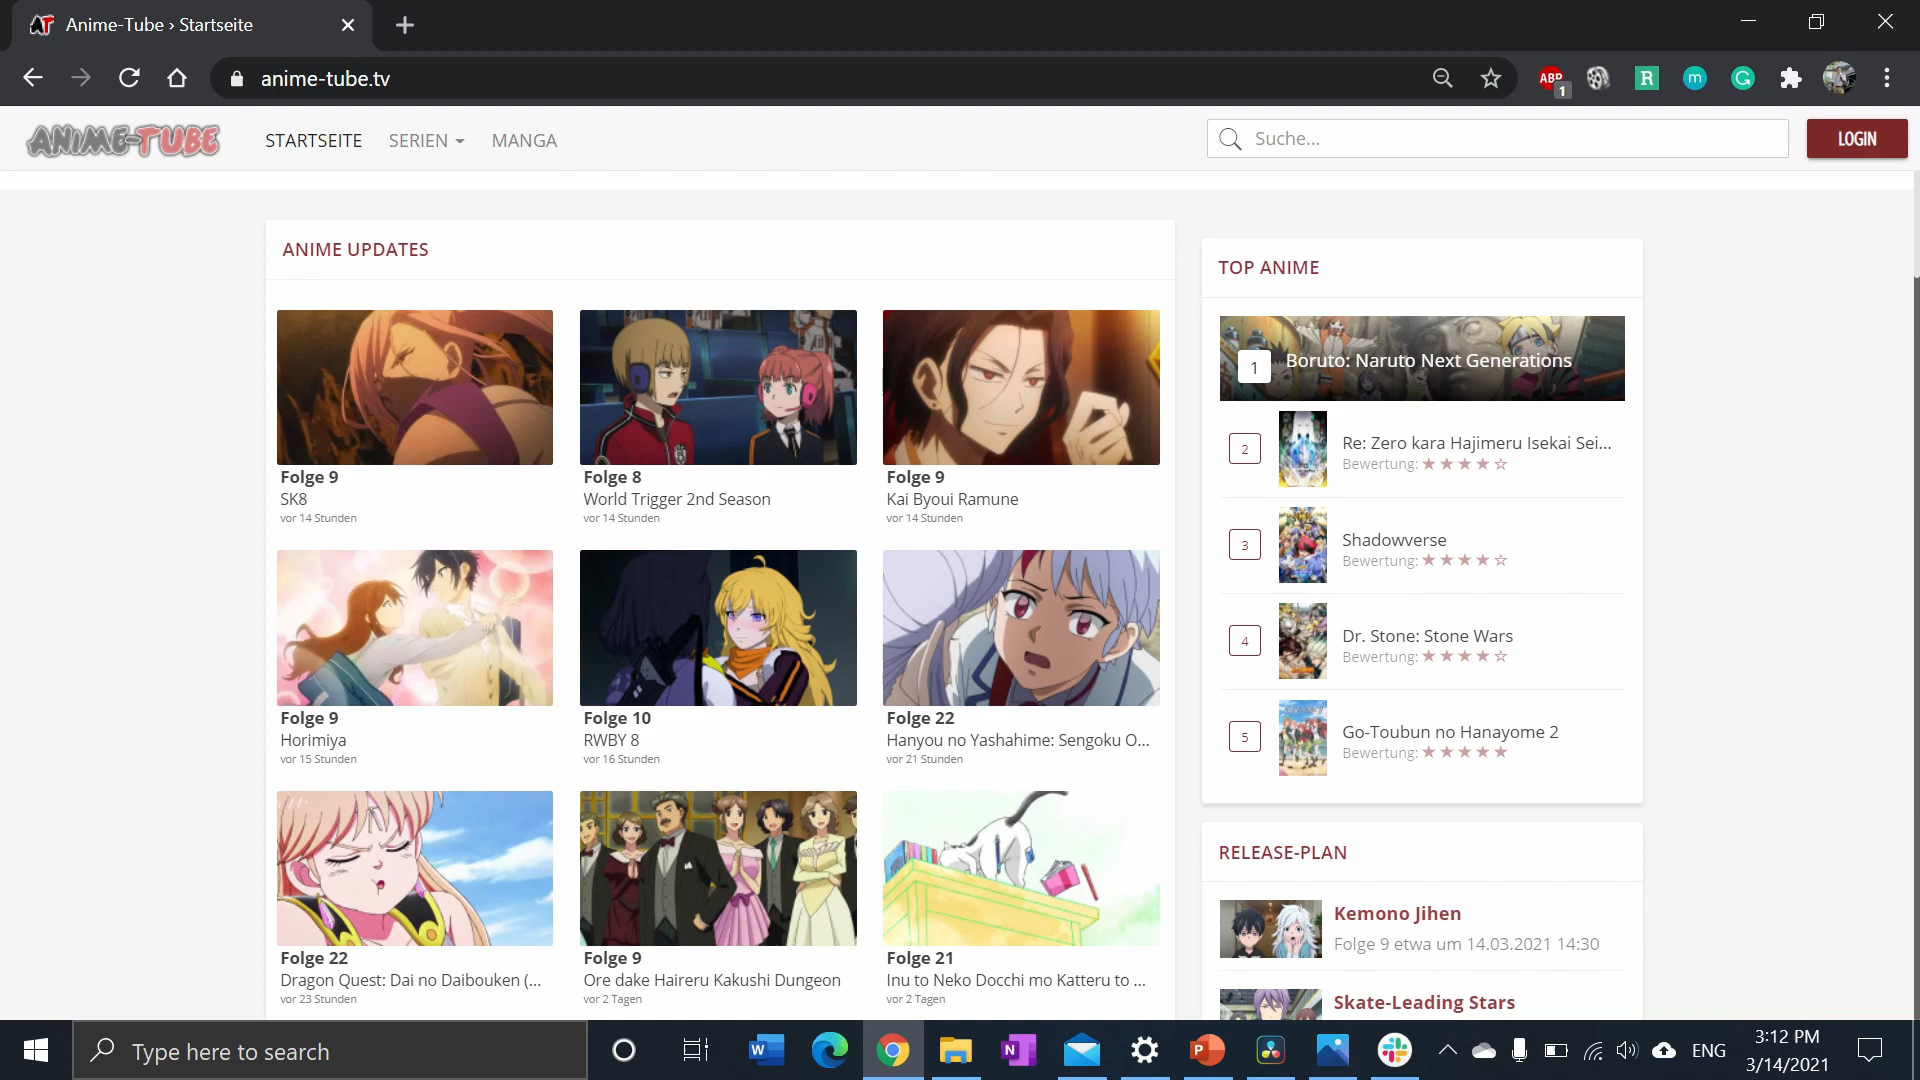 Anime-Tube › Startseite
anime-tube.tv
ABP
1
R
m
G
ANIME-TUBE
STARTSEITE
SERIEN
MANGA
Suche...
LOGIN
ANIME UPDATES
Folge 9
SK8
vor 14 Stunden
Folge 8
World Trigger 2nd Season
vor 14 Stunden
Folge 9
Kai Byoui Ramune
vor 14 Stunden
Folge 9
Horimiya
vor 15 Stunden
Folge 10
RWBY 8
vor 16 Stunden
Folge 22
Hanyou no Yashahime: Sengoku O...
vor 21 Stunden
Folge 22
Dragon Quest: Dai no Daibouken (...
vor 23 Stunden
Folge 9
Ore dake Haireru Kakushi Dungeon
vor 2 Tagen
Folge 21
Inu to Neko Docchi mo Katteru to ...
vor 2 Tagen
TOP ANIME
1
Boruto: Naruto Next Generations
2
Re: Zero kara Hajimeru Isekai Sei...
Bewertung: ★★★★☆
3
Shadowverse
Bewertung: ★★★★☆
4
Dr. Stone: Stone Wars
Bewertung: ★★★★☆
5
Go-Toubun no Hanayome 2
Bewertung: ★★★★★
RELEASE-PLAN
Kemono Jihen
Folge 9 etwa um 14.03.2021 14:30
Skate-Leading Stars
Type here to search
ENG
3:12 PM
3/14/2021